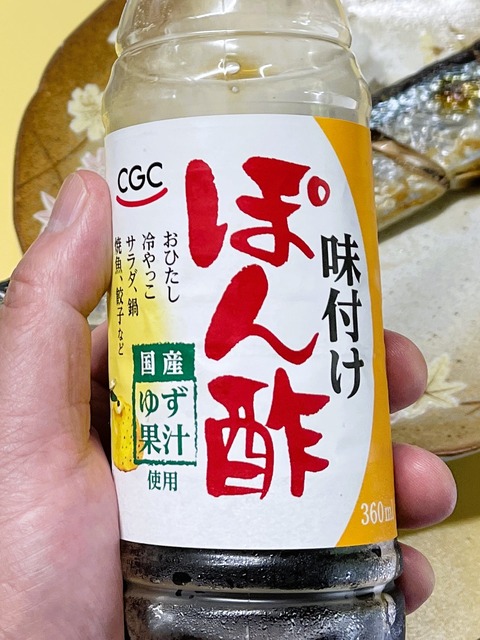 CGC
味付け
ぽん酢
おひたし
冷やっこ
サラダ、鍋
焼魚、餃子など
国産
ゆず
果汁
使用
360ml